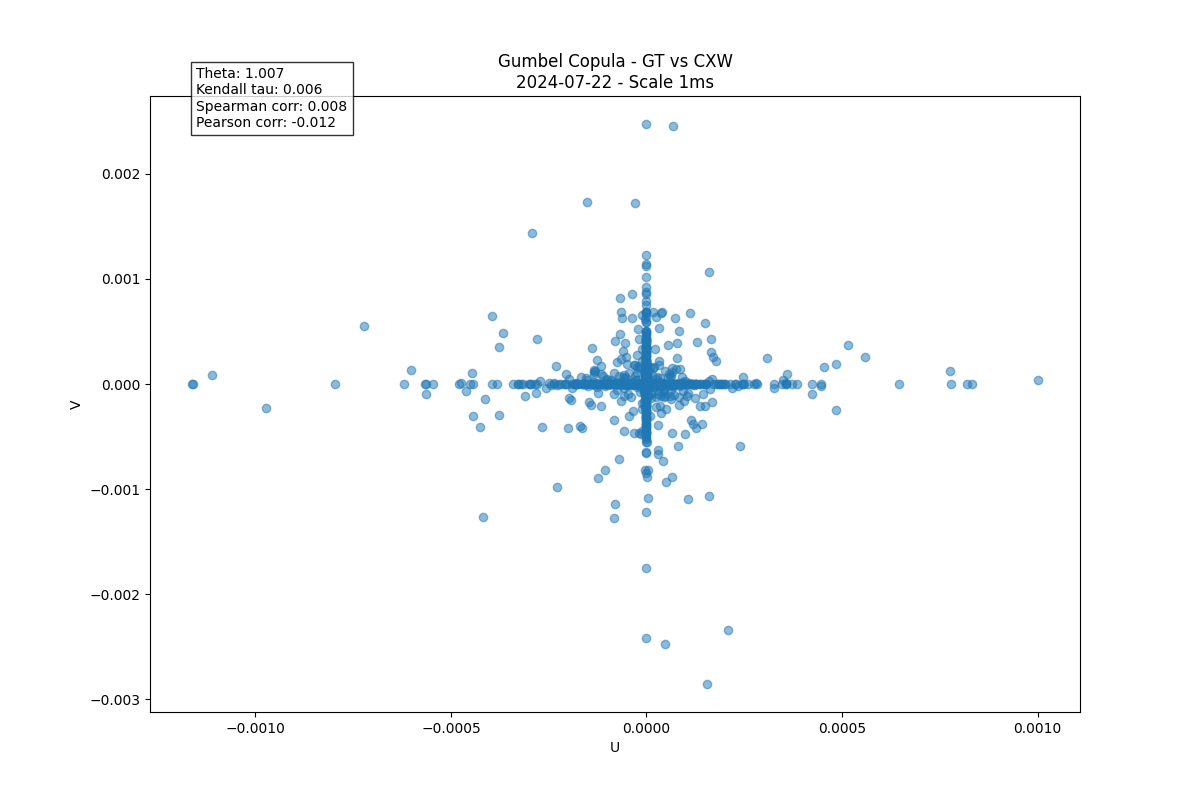 Gumbel Copula - GT vs CXW
2024-07-22 - Scale 1ms
Theta: 1.007
Kendall tau: 0.006
Spearman corr: 0.008
Pearson corr: -0.012
V
0.002
0.001
0.000
−0.001
−0.002
−0.003
−0.0010 −0.0005 0.0000 0.0005 0.0010
U